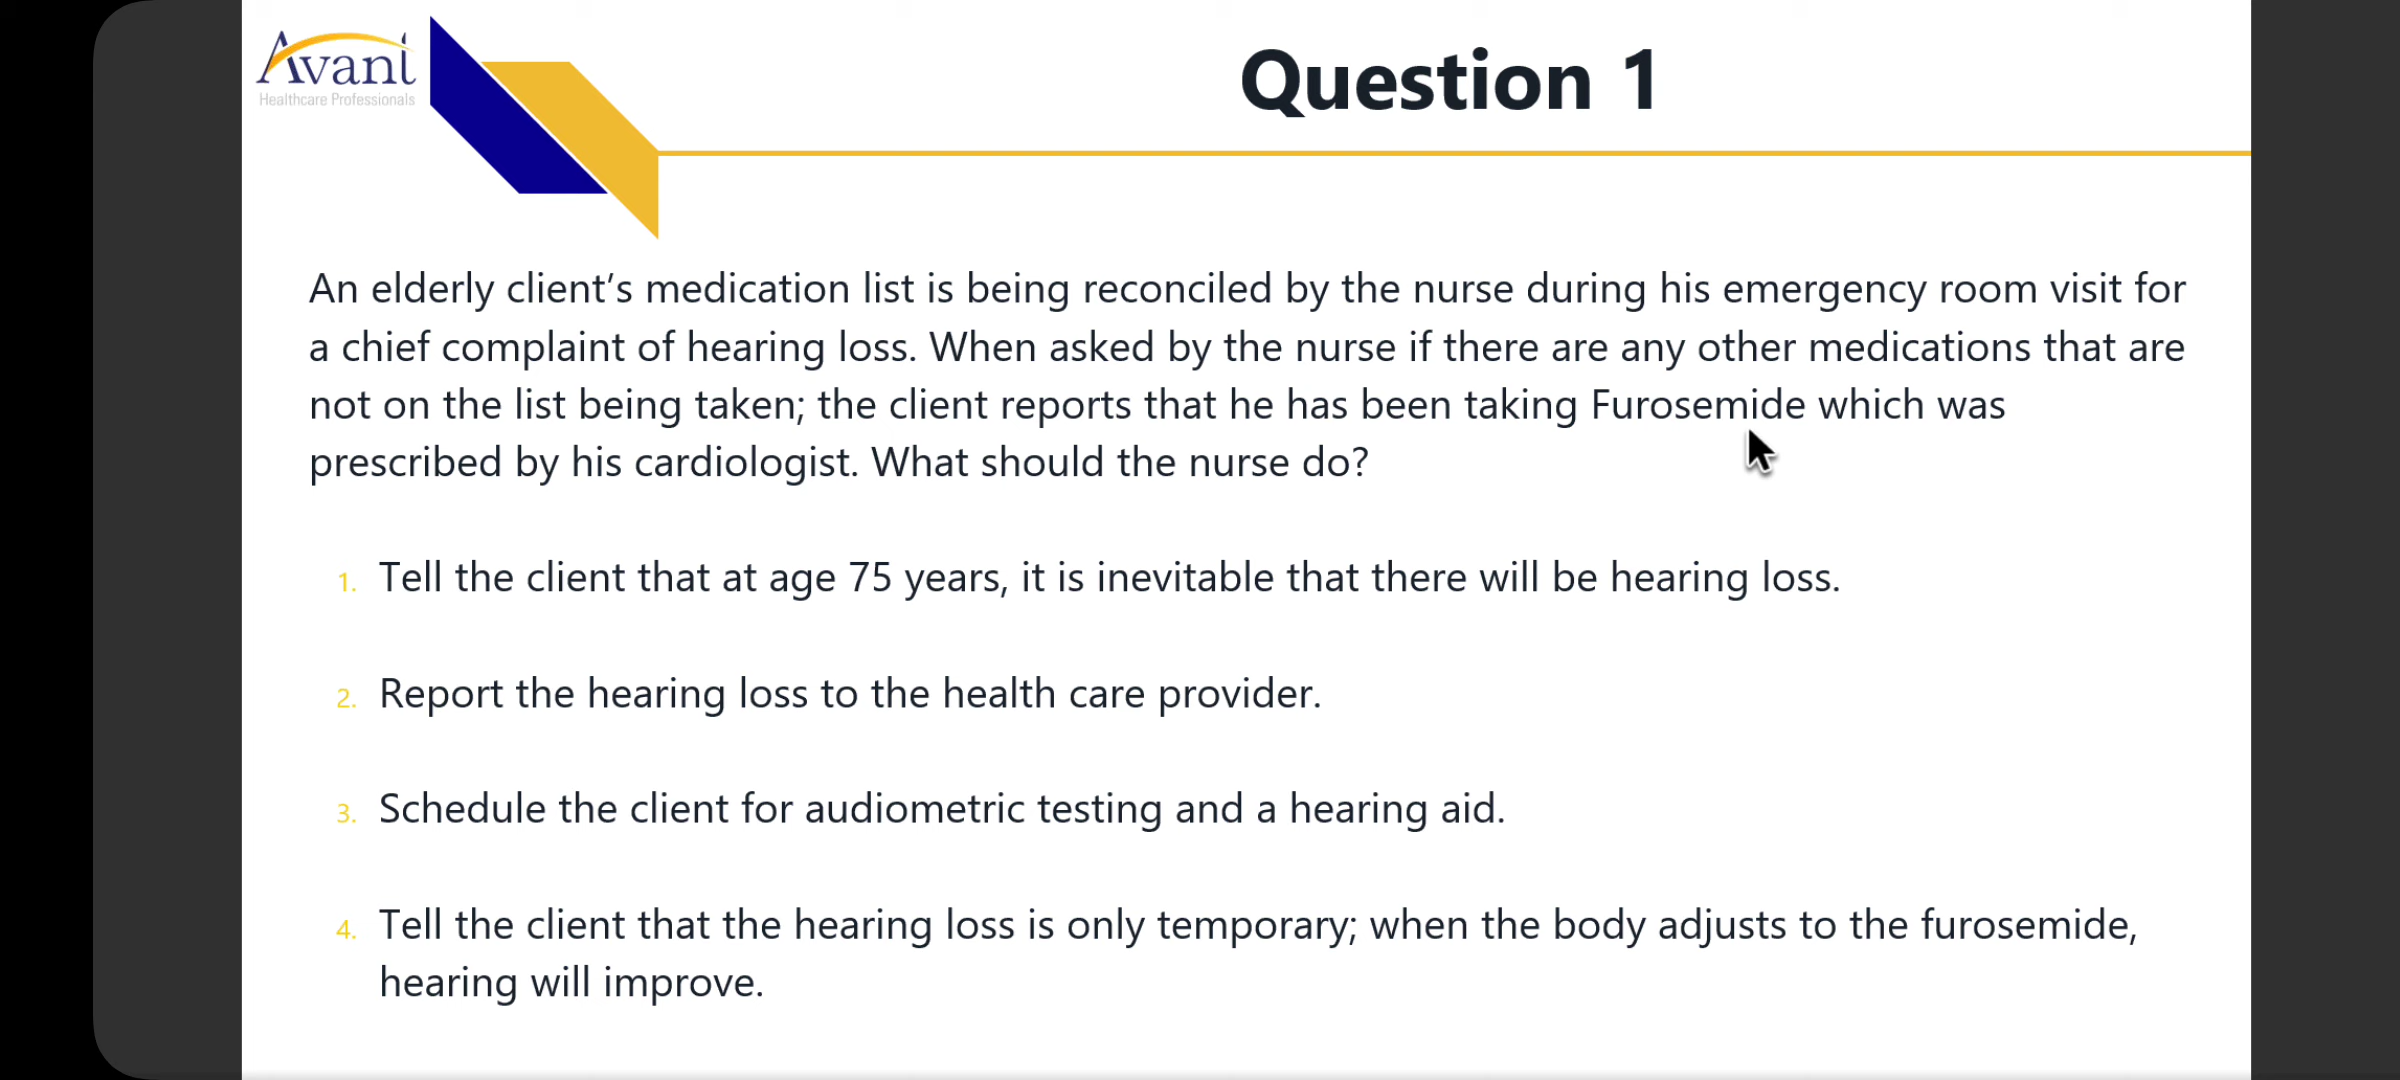 Avant
Healthcare Professionals
Question 1
An elderly client's medication list is being reconciled by the nurse during his emergency room visit for
a chief complaint of hearing loss. When asked by the nurse if there are any other medications that are
not on the list being taken; the client reports that he has been taking Furosemide which was
prescribed by his cardiologist. What should the nurse do?
1. Tell the client that at age 75 years, it is inevitable that there will be hearing loss.
2. Report the hearing loss to the health care provider.
3. Schedule the client for audiometric testing and a hearing aid.
4. Tell the client that the hearing loss is only temporary; when the body adjusts to the furosemide,
hearing will improve.